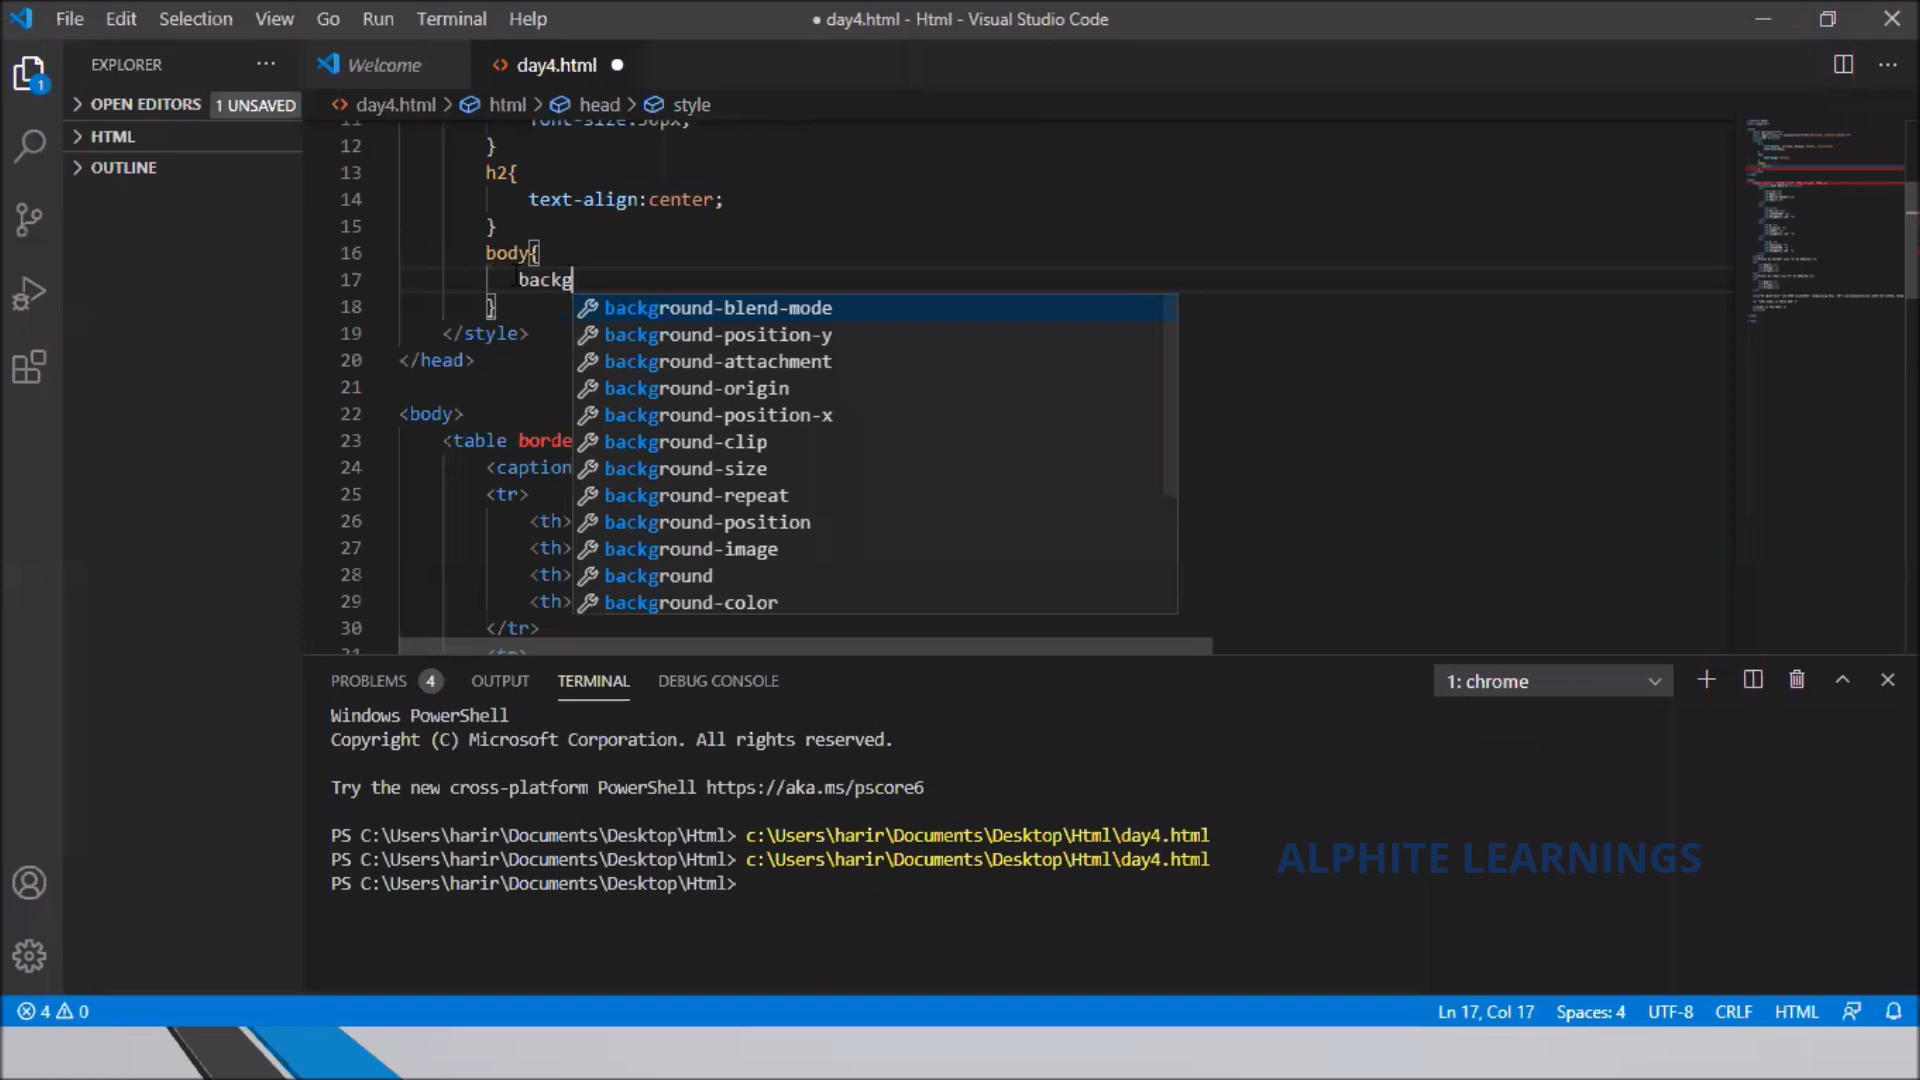 File Edit Selection View Go Run Terminal Help
● day4.html - Html - Visual Studio Code
EXPLORER ···
Welcome
day4.html
1
OPEN EDITORS 1 UNSAVED
HTML
OUTLINE
day4.html > html > head > style
12 }
13 h2{
14 text-align:center;
15 }
16 body{
17 backg
18 }
19 </style>
20 </head>
21
22 <body>
23 <table borde
24 <caption
25 <tr>
26 <th>
27 <th>
28 <th>
29 <th>
30 </tr>
background-blend-mode
background-position-y
background-attachment
background-origin
background-position-x
background-clip
background-size
background-repeat
background-position
background-image
background
background-color
PROBLEMS 4 OUTPUT TERMINAL DEBUG CONSOLE
1: chrome
Windows PowerShell
Copyright (C) Microsoft Corporation. All rights reserved.
Try the new cross-platform PowerShell https://aka.ms/pscore6
PS C:\Users\harir\Documents\Desktop\Html> c:\Users\harir\Documents\Desktop\Html\day4.html
PS C:\Users\harir\Documents\Desktop\Html> c:\Users\harir\Documents\Desktop\Html\day4.html
PS C:\Users\harir\Documents\Desktop\Html>
ALPHITE LEARNINGS
4 0
Ln 17, Col 17 Spaces: 4 UTF-8 CRLF HTML